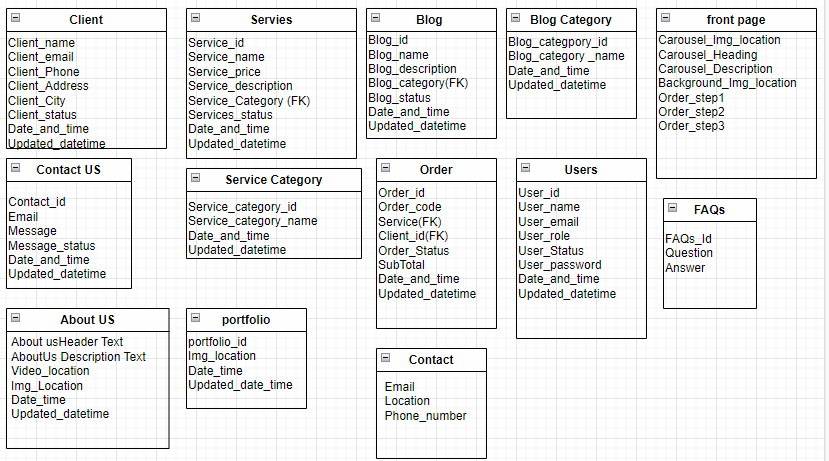 Client
Client_name
Client_email
Client_Phone
Client_Address
Client_City
Client_status
Date_and_time
Updated_datetime
Servies
Service_id
Service_name
Service_price
Service_description
Service_Category (FK)
Services_status
Date_and_time
Updated_datetime
Blog
Blog_id
Blog_name
Blog_description
Blog_category(FK)
Blog_status
Date_and_time
Updated_datetime
Blog Category
Blog_categpory_id
Blog_category _name
Date_and_time
Updated_datetime
front page
Carousel_Img_location
Carousel_Heading
Carousel_Description
Background_Img_location
Order_step1
Order_step2
Order_step3
Contact US
Contact_id
Email
Message
Message_status
Date_and_time
Updated_datetime
Service Category
Service_category_id
Service_category_name
Date_and_time
Updated_datetime
Order
Order_id
Order_code
Service(FK)
Client_id(FK)
Order_Status
SubTotal
Date_and_time
Updated_datetime
Users
User_id
User_name
User_email
User_role
User_Status
User_password
Date_and_time
Updated_datetime
FAQs
FAQs_Id
Question
Answer
About US
About usHeader Text
AboutUs Description Text
Video_location
Img_Location
Date_time
Updated_datetime
portfolio
portfolio_id
Img_location
Date_time
Updated_date_time
Contact
Email
Location
Phone_number